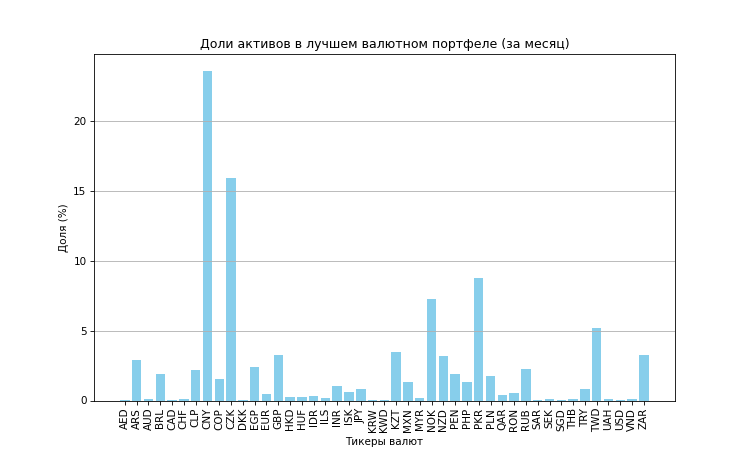 Доли активов в лучшем валютном портфеле (за месяц)
Доля (%)
20
15
10
5
0
AED ARS AUD BRL CAD CHF CLP CNY COP CZK DKK EGP EUR GBP HKD HUF IDR ILS INR ISK JPY KRW KWD KZT MXN MYR NOK NZD PEN PHP PKR PLN QAR RON RUB SAR SEK SGD THB TRY TWD UAH USD VND ZAR
Тикеры валют